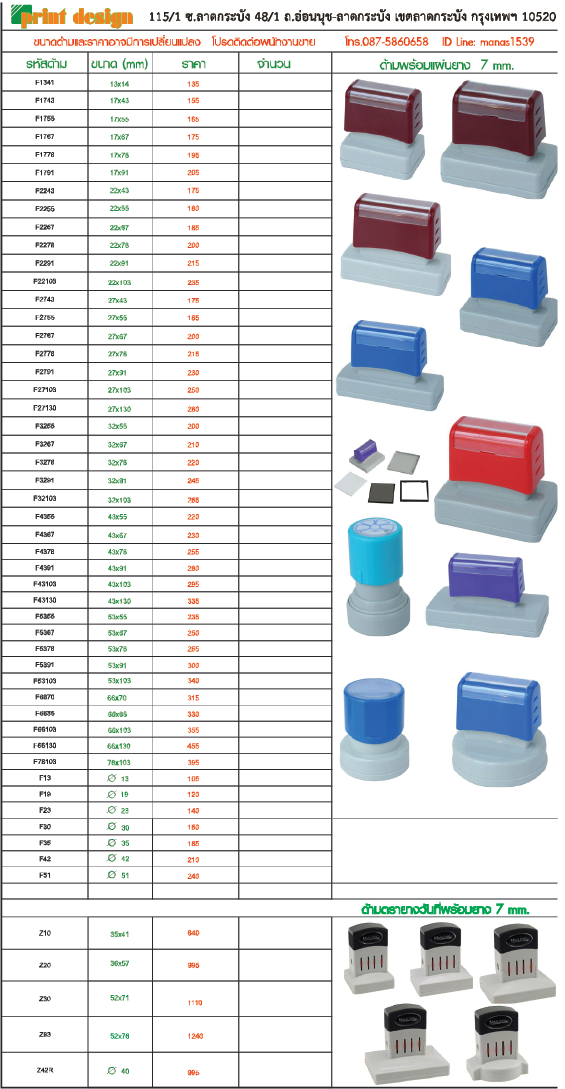 print design 115/1 ซ.ลาดกระบัง 48/1 ถ.อ่อนนุช-ลาดกระบัง เขตลาดกระบัง กรุงเทพฯ 10520
ขนาดด้ามและราคาอาจมีการเปลี่ยนแปลง โปรดติดต่อพนักงานขาย โทร.087-5860658 ID Line: manas1539
รหัสด้าม ขนาด (mm) ราคา จำนวน ด้ามพร้อมแผ่นยาง 7 mm.
F1341 13x14 135
F1743 17x43 155
F1755 17x55 165
F1767 17x67 175
F1778 17x78 195
F1791 17x91 205
F2243 22x43 175
F2255 22x55 180
F2267 22x67 185
F2278 22x78 200
F2291 22x91 215
F22103 22x103 235
F2743 27x43 175
F2755 27x55 185
F2767 27x67 200
F2778 27x78 215
F2791 27x91 230
F27103 27x103 250
F27130 27x130 280
F3255 32x55 200
F3267 32x67 210
F3278 32x78 220
F3291 32x91 245
F32103 32x103 265
F4355 43x55 220
F4367 43x67 230
F4378 43x78 255
F4391 43x91 280
F43103 43x103 295
F43130 43x130 335
F5355 53x55 235
F5367 53x67 250
F5378 53x78 265
F5391 53x91 300
F53103 53x103 340
F6670 66x70 315
330
F66103 66x103 355
F66130 66x130 455
F78103 78x103 395
F13 ∅ 13 105
F19 ∅ 19 120
F23 ∅ 23 140
F30 ∅ 30 160
F35 ∅ 35 185
F42 ∅ 42 210
F51 ∅ 51 240
ด้ามตรายางวันที่พร้อมยาง 7 mm.
Z10 35x41 840
Z20 995
Z30 52x71 1110
Z93 52x76 1240
Z42R ∅ 40 995